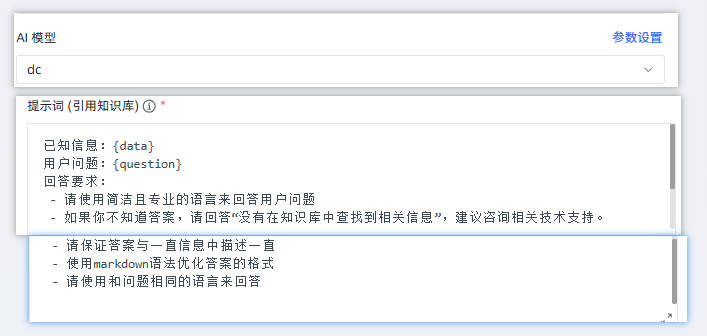 AI 模型
参数设置
dc
提示词 (引用知识库) *
已知信息: {data}
用户问题: {question}
回答要求:
- 请使用简洁且专业的语言来回答用户问题
- 如果你不知道答案，请回答“没有在知识库中查找到相关信息”，建议咨询相关技术支持。
- 请保证答案与一直信息中描述一直
- 使用markdown语法优化答案的格式
- 请使用和问题相同的语言来回答